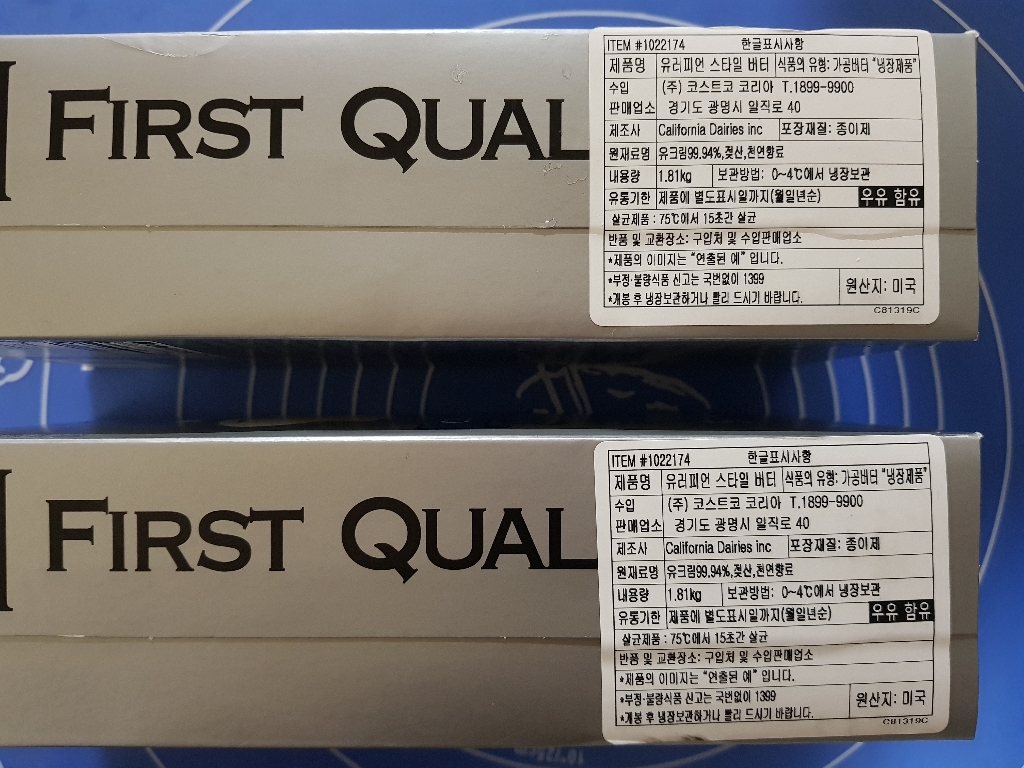 FIRST QUAL
ITEM #1022174 한글표시사항
제품명 유러피언 스타일 버터 식품의 유형: 가공버터 "냉장제품"
수입 (주) 코스트코 코리아 T.1899-9900
판매업소 경기도 광명시 일직로 40
제조사 California Dairies inc 포장재질: 종이제
원재료명 유크림99.94%,젖산,천연향료
내용량 1.81kg 보관방법: 0~4℃에서 냉장보관
유통기한 제품에 별도표시일까지(월일년순) 우유 함유
살균제품 : 75℃에서 15초간 살균
반품 및 교환장소: 구입처 및 수입판매업소
*제품의 이미지는 "연출된 예" 입니다.
*부정·불량식품 신고는 국번없이 1399
*개봉 후 냉장보관하거나 빨리 드시기 바랍니다. 원산지: 미국
C81319C
FIRST QUAL
ITEM #1022174 한글표시사항
제품명 유러피언 스타일 버터 식품의 유형: 가공버터 "냉장제품"
수입 (주) 코스트코 코리아 T.1899-9900
판매업소 경기도 광명시 일직로 40
제조사 California Dairies inc 포장재질: 종이제
원재료명 유크림99.94%,젖산,천연향료
내용량 1.81kg 보관방법: 0~4℃에서 냉장보관
유통기한 제품에 별도표시일까지(월일년순) 우유 함유
살균제품 : 75℃에서 15초간 살균
반품 및 교환장소: 구입처 및 수입판매업소
*제품의 이미지는 "연출된 예" 입니다.
*부정·불량식품 신고는 국번없이 1399
*개봉 후 냉장보관하거나 빨리 드시기 바랍니다. 원산지: 미국
C81319C